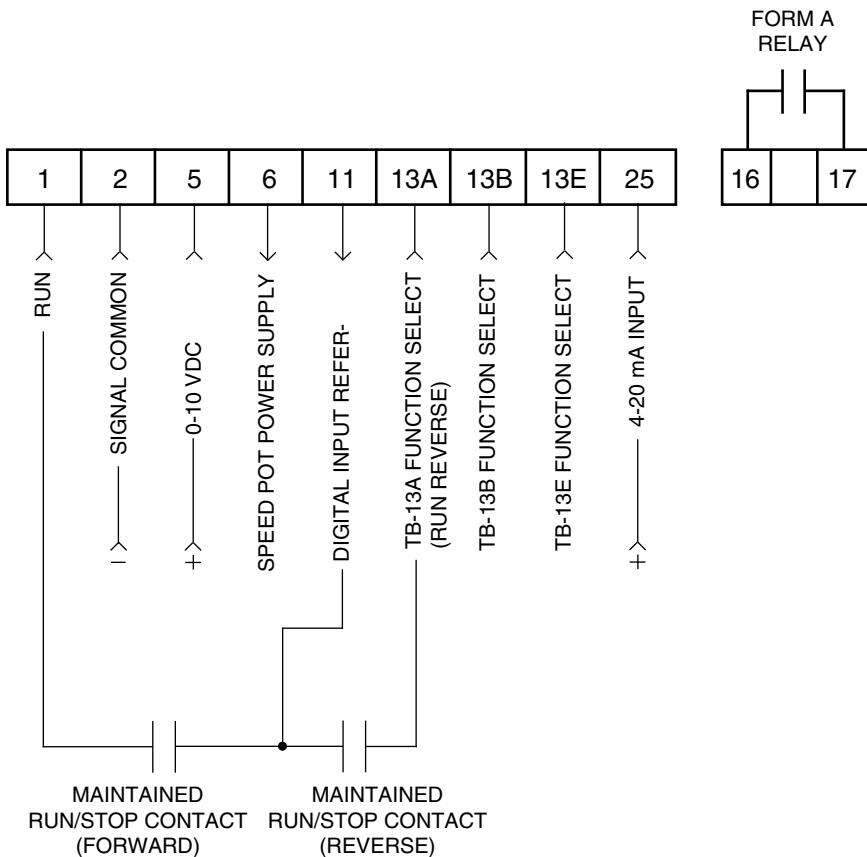 FORM A
RELAY
1 2 5 6 11 13A 13B 13E 25 16 17
RUN
SIGNAL COMMON
0-10 VDC
SPEED POT POWER SUPPLY
DIGITAL INPUT REFER-
TB-13A FUNCTION SELECT
(RUN REVERSE)
TB-13B FUNCTION SELECT
TB-13E FUNCTION SELECT
4-20 mA INPUT
− + +
MAINTAINED
RUN/STOP CONTACT
(FORWARD)
MAINTAINED
RUN/STOP CONTACT
(REVERSE)